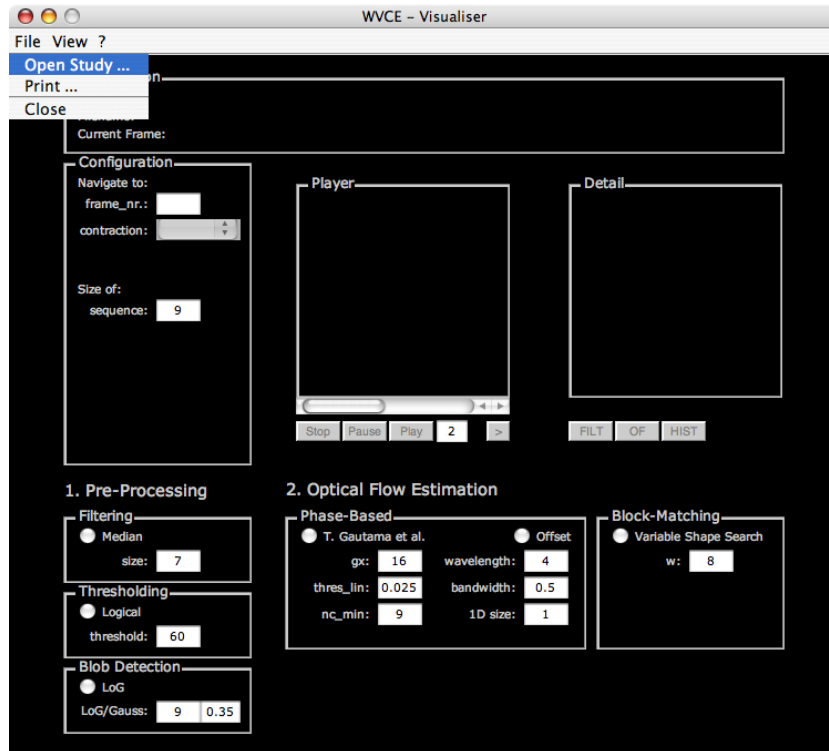 WVCE – Visualiser
File View ?
Open Study ...
Print ...
Close
Current Frame:
Configuration
Navigate to:
frame_nr.:
contraction:
Size of:
sequence: 9
Player
Stop Pause Play 2 >
Detail
FILT OF HIST
1. Pre-Processing
Filtering
Median
size: 7
Thresholding
Logical
threshold: 60
Blob Detection
LoG
LoG/Gauss: 9 0.35
2. Optical Flow Estimation
Phase-Based
T. Gautama et al. Offset
gx: 16 wavelength: 4
thres_lin: 0.025 bandwidth: 0.5
nc_min: 9 1D size: 1
Block-Matching
Variable Shape Search
w: 8